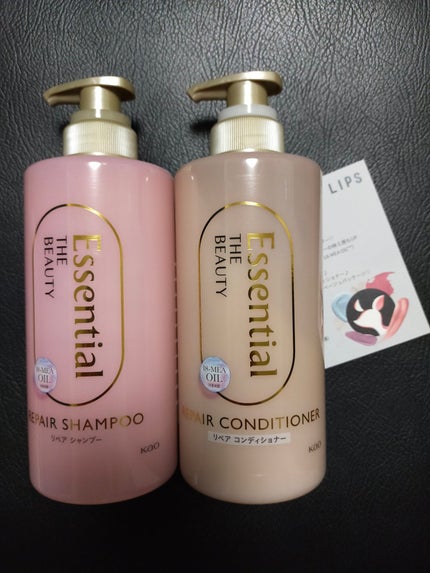 Essential
THE
BEAUTY
18-MEA
OIL
REPAIR SHAMPOO
リペア シャンプー
Kao
Essential
THE
BEAUTY
18-MEA
OIL
REPAIR CONDITIONER
リペア コンディショナー
Kao
LIPS